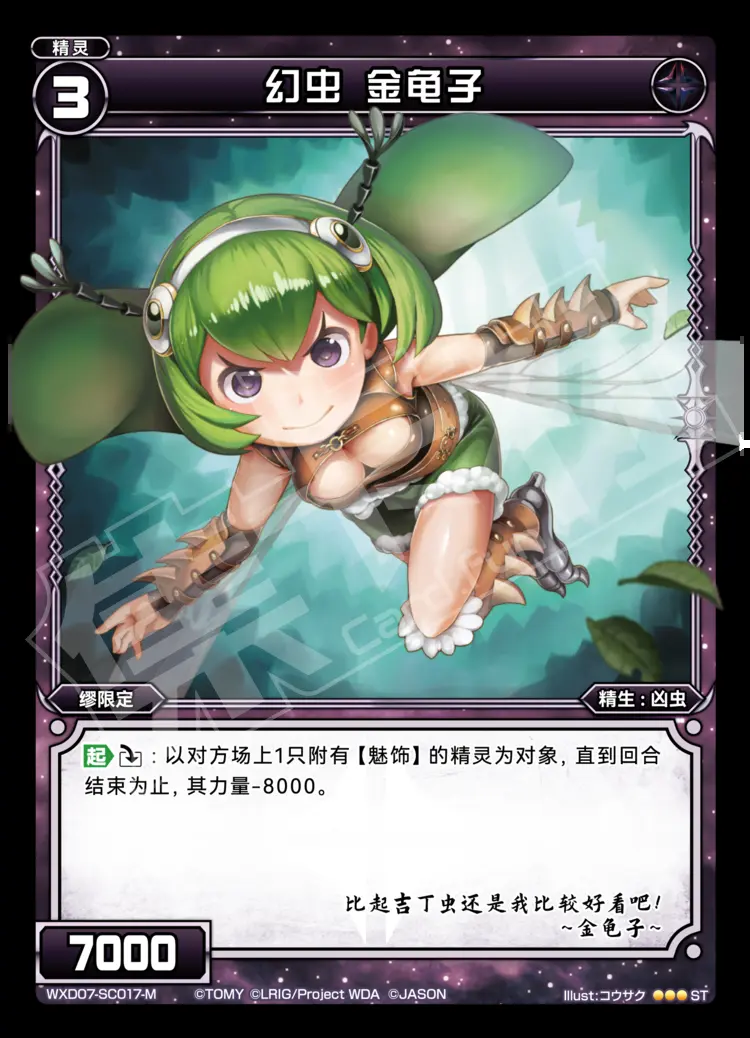 精灵
3
幻虫 金龟子
缪限定
精生:凶虫
起 : 以对方场上1只附有【魅饰】的精灵为对象, 直到回合
结束为止, 其力量-8000。
比起吉丁虫还是我比较好看吧!
~金龟子~
7000
WXD07-SC017-M ©TOMY ©LRIG/Project WDA ©JASON Illust:コウサク ST